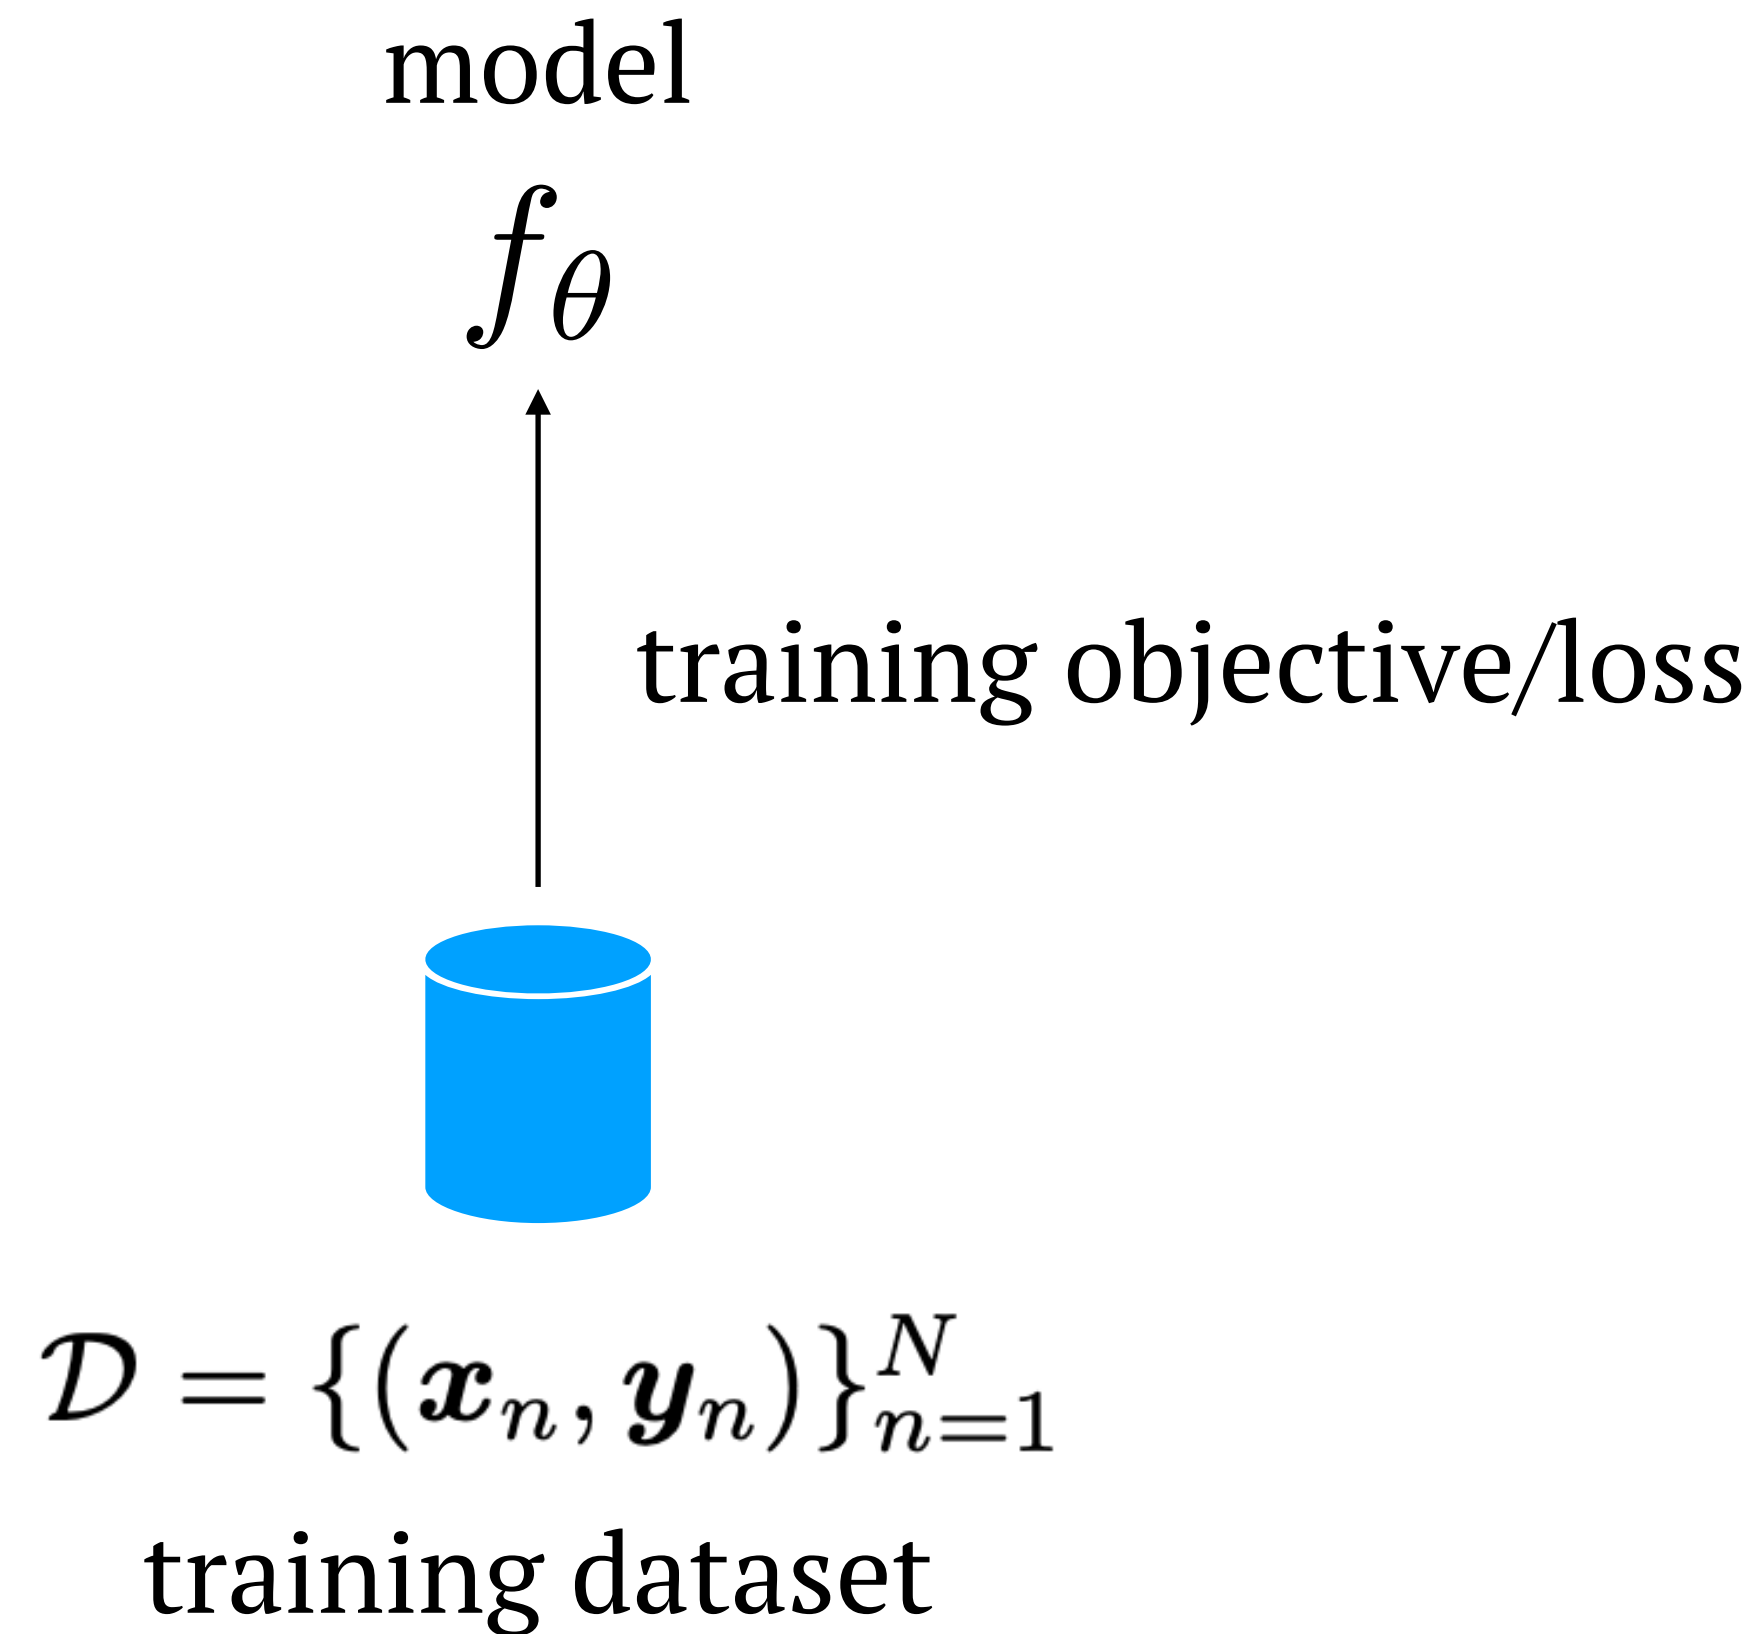 model
f_θ
training objective/loss
𝒟 = {(𝒙_n, 𝒚_n)}_{n=1}^N
training dataset